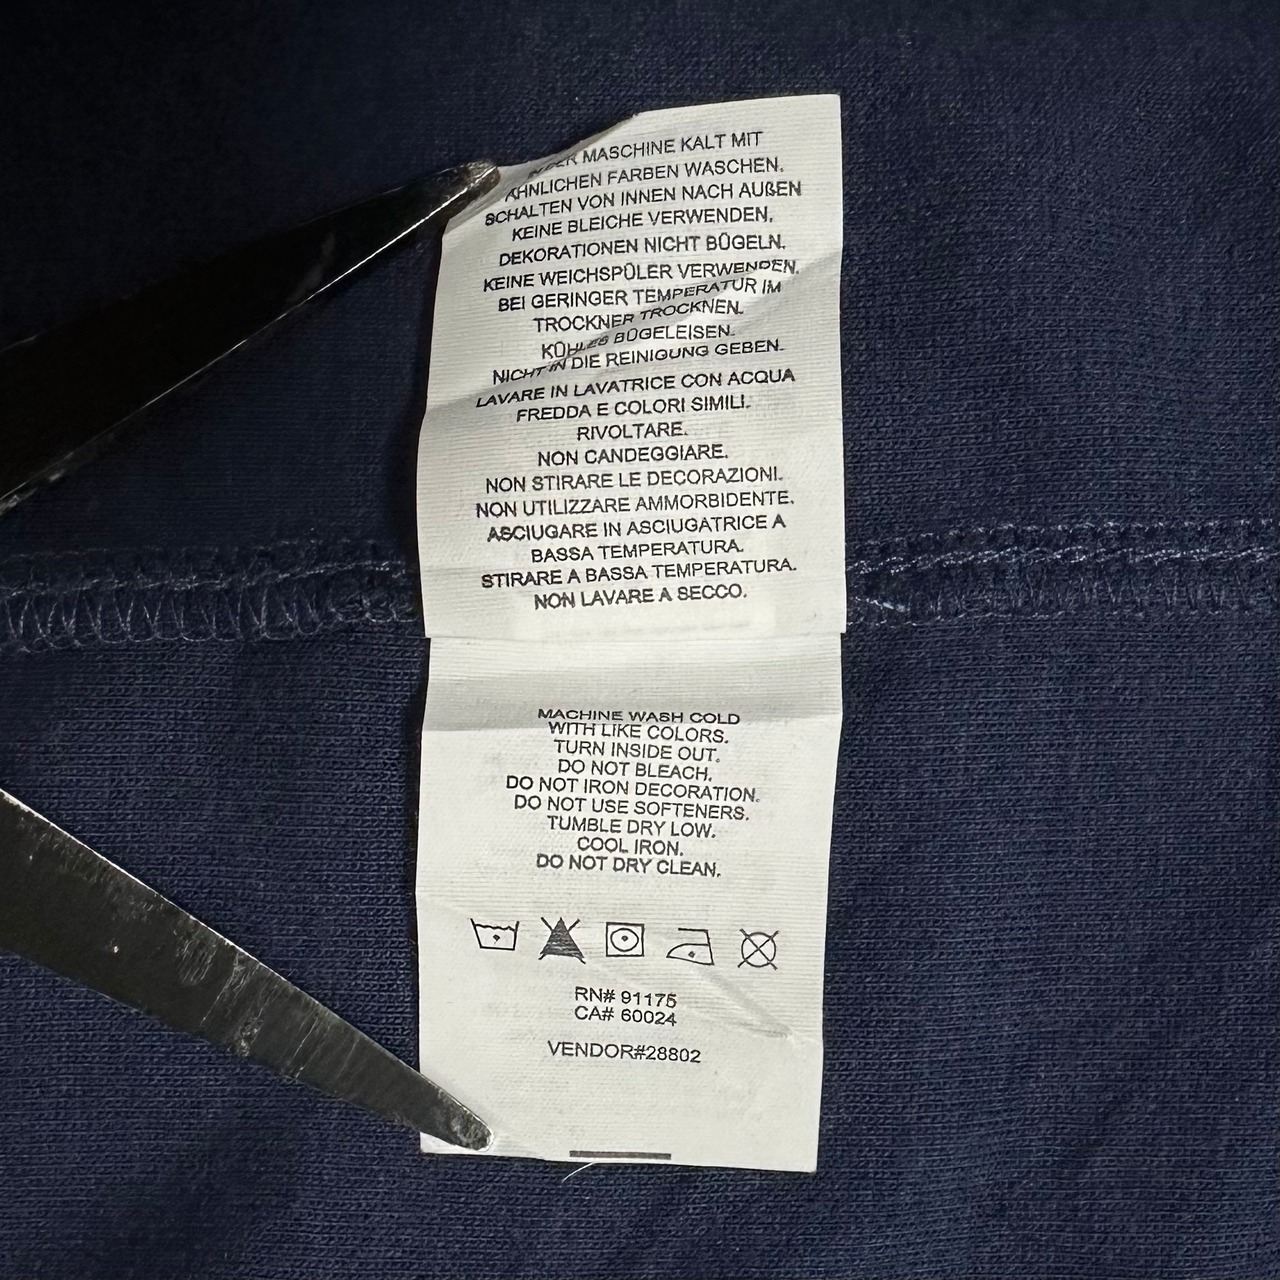 DER MASCHINE KALT MIT
ÄHNLICHEN FARBEN WASCHEN.
SCHALTEN VON INNEN NACH AUßEN
KEINE BLEICHE VERWENDEN,
DEKORATIONEN NICHT BÜGELN.
KEINE WEICHSPÜLER VERWENDEN.
BEI GERINGER TEMPERATUR IM
TROCKNER TROCKNEN.
KÜHLES BÜGELEISEN.
NICHT IN DIE REINIGUNG GEBEN.
LAVARE IN LAVATRICE CON ACQUA
FREDDA E COLORI SIMILI.
RIVOLTARE.
NON CANDEGGIARE.
NON STIRARE LE DECORAZIONI.
NON UTILIZZARE AMMORBIDENTE.
ASCIUGARE IN ASCIUGATRICE A
BASSA TEMPERATURA.
STIRARE A BASSA TEMPERATURA.
NON LAVARE A SECCO.
MACHINE WASH COLD
WITH LIKE COLORS.
TURN INSIDE OUT.
DO NOT BLEACH.
DO NOT IRON DECORATION.
DO NOT USE SOFTENERS.
TUMBLE DRY LOW.
COOL IRON.
DO NOT DRY CLEAN.
RN# 91175
CA# 60024
VENDOR#28802